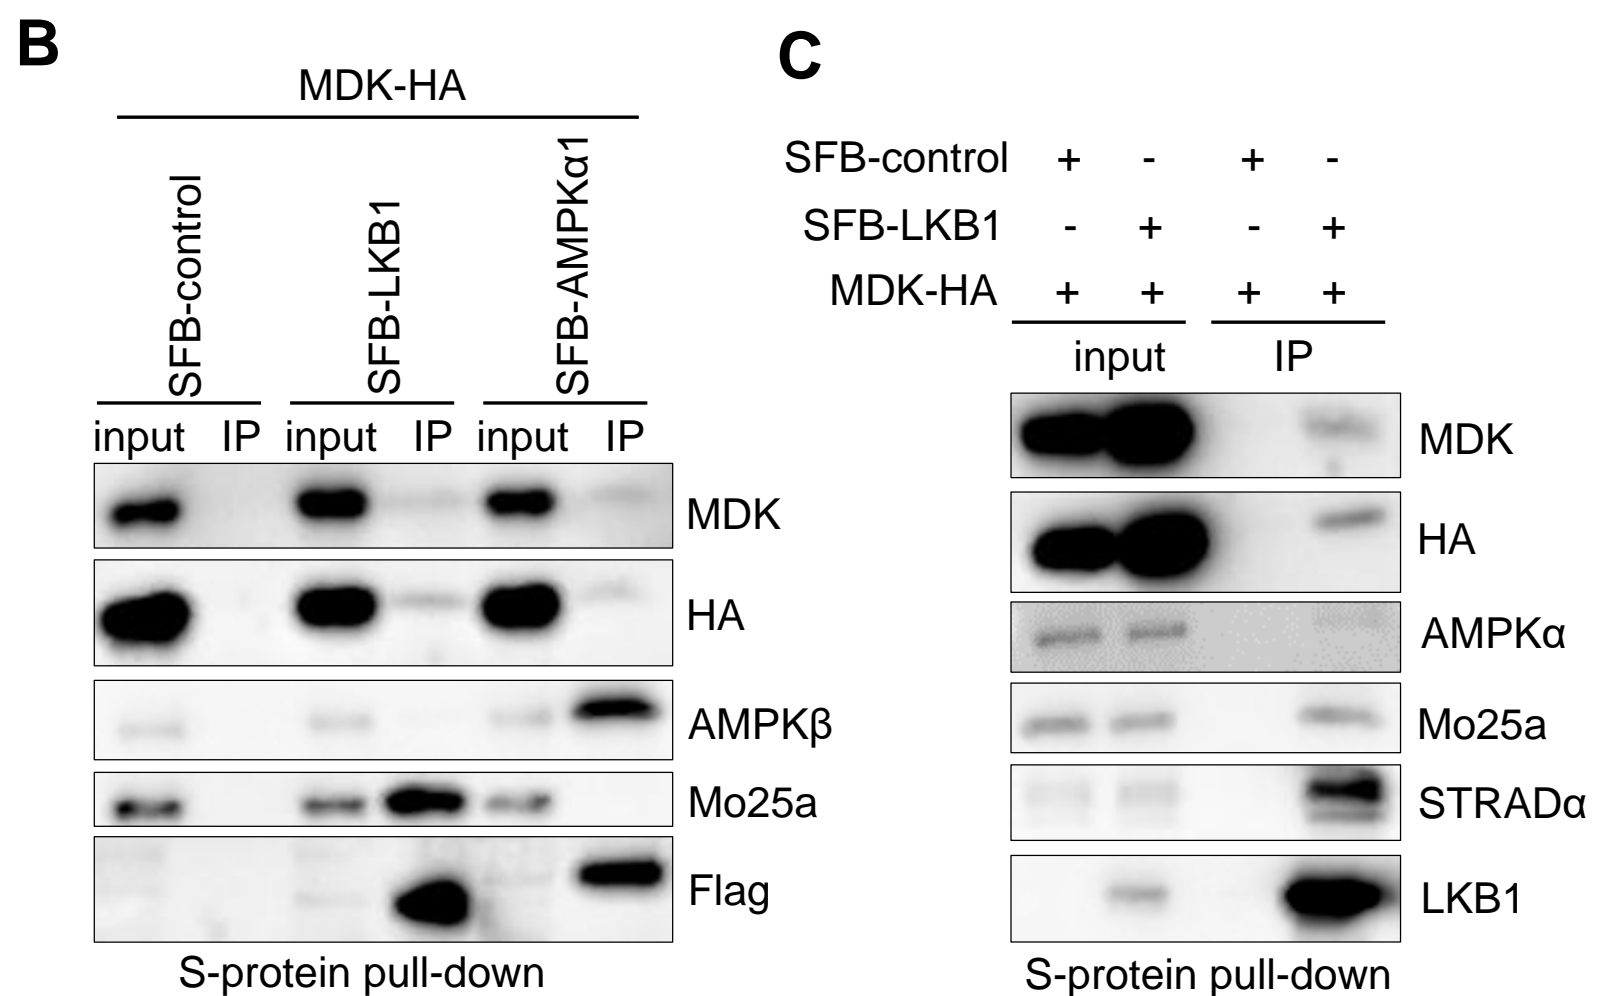 B
MDK-HA
SFB-control
SFB-LKB1
SFB-AMPKα1
input IP input IP input IP
MDK
HA
AMPKβ
Mo25a
Flag
S-protein pull-down
C
SFB-control + - + -
SFB-LKB1 - + - +
MDK-HA + + + +
input IP
MDK
HA
AMPKα
Mo25a
STRADα
LKB1
S-protein pull-down